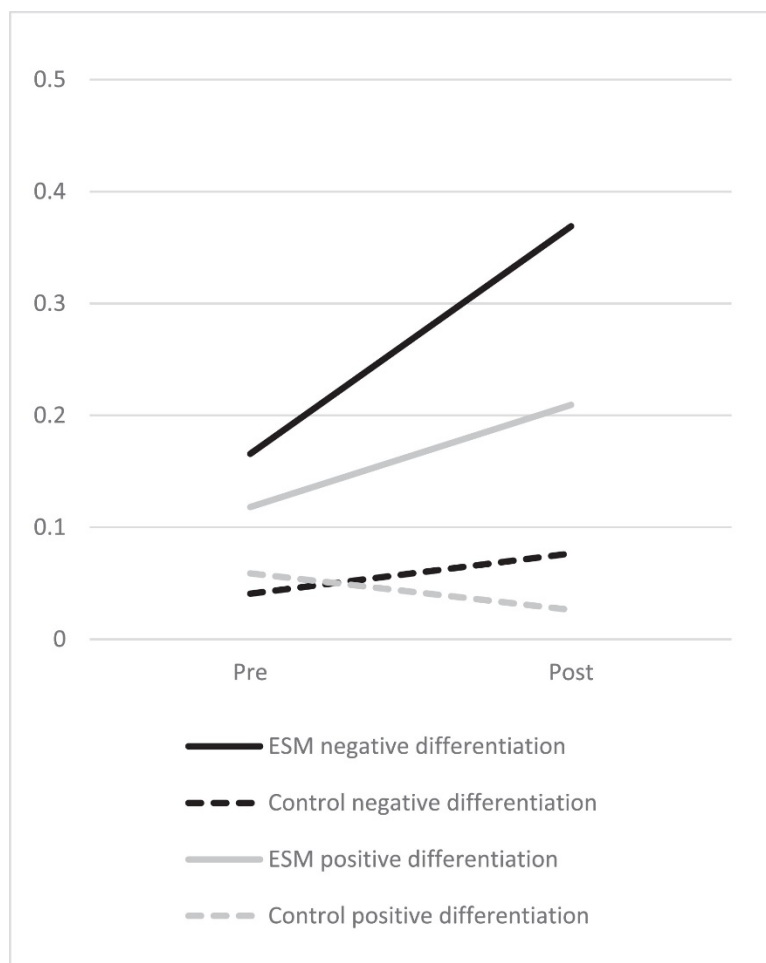 0.5
0.4
0.3
0.2
0.1
0
Pre Post
ESM negative differentiation
Control negative differentiation
ESM positive differentiation
Control positive differentiation